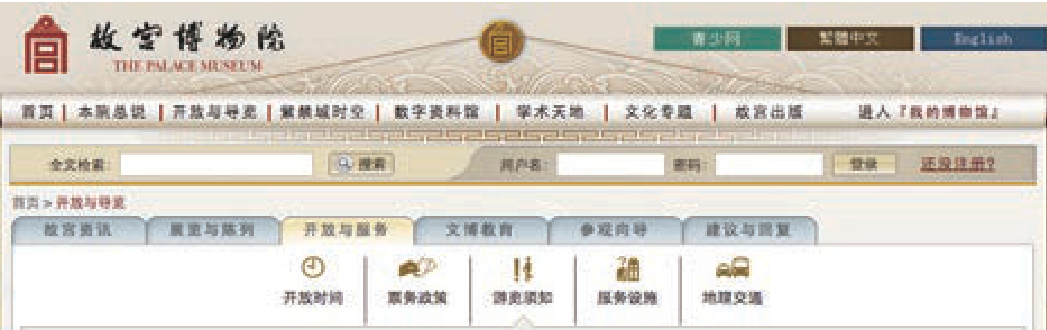 故宫博物院
THE PALACE MUSEUM
青少网 繁體中文 English
首页 | 本院总说 | 开放与导览 | 紫禁城时空 | 数字资料馆 | 学术天地 | 文化专题 | 故宫出版 进入『我的博物馆』
全文检索: 搜索 用户名: 密码: 登录 还没注册?
首页 > 开放与导览
故宫资讯 展览与陈列 开放与服务 文博教育 参观向导 建议与回复
开放时间 票务政策 游览须知 服务设施 地理交通